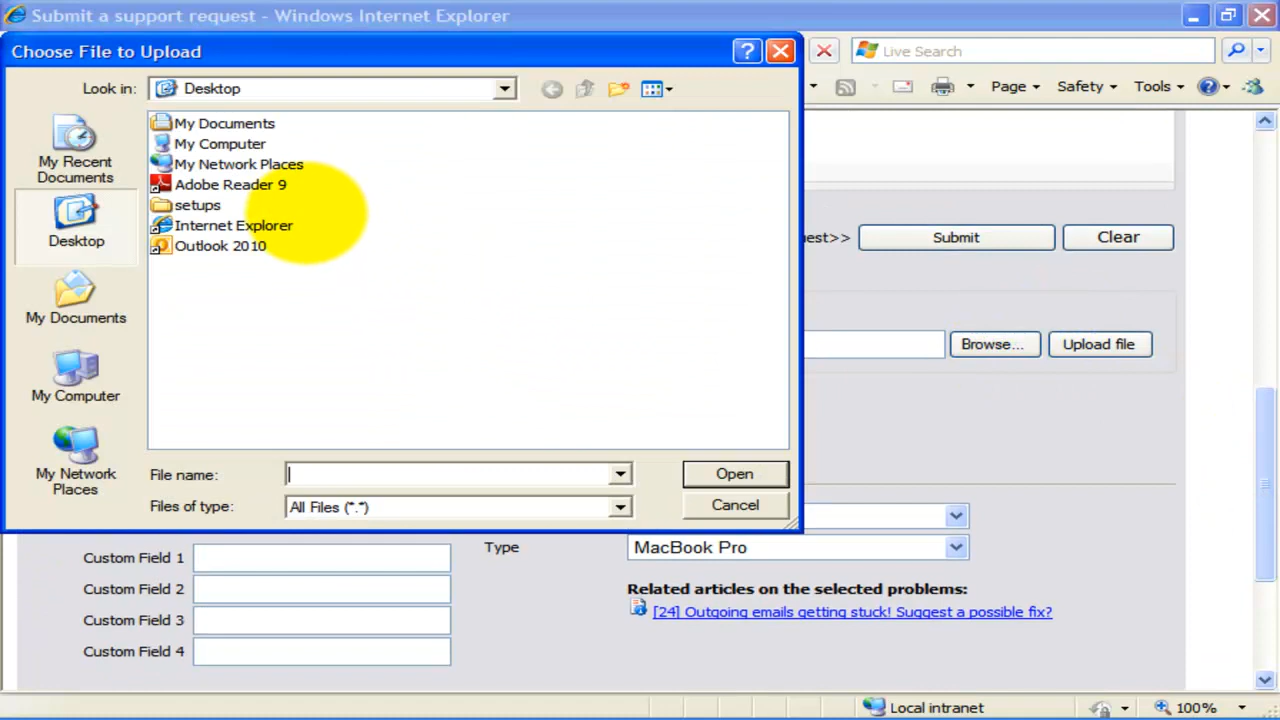 Submit a support request - Windows Internet Explorer
Choose File to Upload
Live Search
Look in: Desktop
Page Safety Tools
My Recent Documents
Desktop
My Documents
My Computer
My Network Places
My Documents
My Computer
My Network Places
Adobe Reader 9
setups
Internet Explorer
Outlook 2010
File name:
Open
Files of type: All Files (*.*)
Cancel
est>> Submit Clear
Browse... Upload file
Custom Field 1
Custom Field 2
Custom Field 3
Custom Field 4
Type MacBook Pro
Related articles on the selected problems:
[24] Outgoing emails getting stuck! Suggest a possible fix?
Local intranet 100%